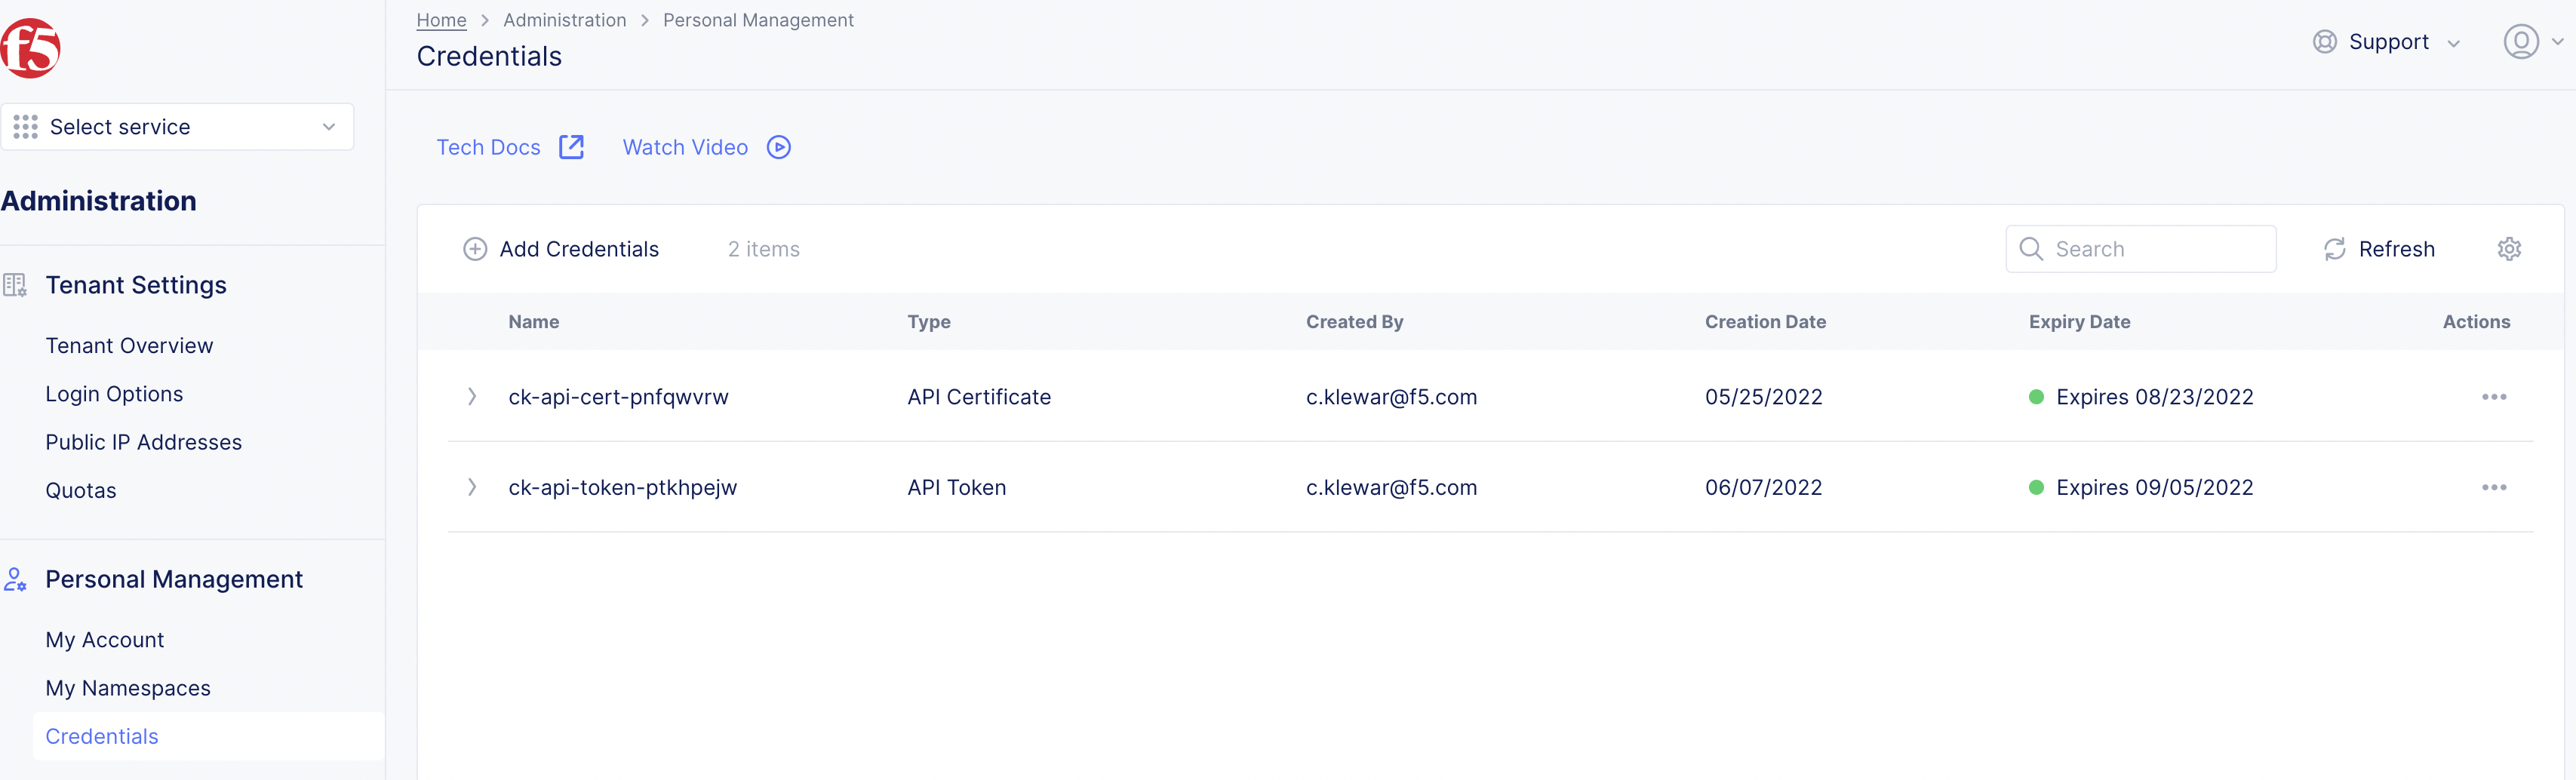 f5
Select service
Administration
Tenant Settings
Tenant Overview
Login Options
Public IP Addresses
Quotas
Personal Management
My Account
My Namespaces
Credentials
Home > Administration > Personal Management
Credentials
Support
Tech Docs Watch Video
Add Credentials 2 items Search Refresh
Name Type Created By Creation Date Expiry Date Actions
ck-api-cert-pnfqwvrw API Certificate c.klewar@f5.com 05/25/2022 Expires 08/23/2022
ck-api-token-ptkhpejw API Token c.klewar@f5.com 06/07/2022 Expires 09/05/2022